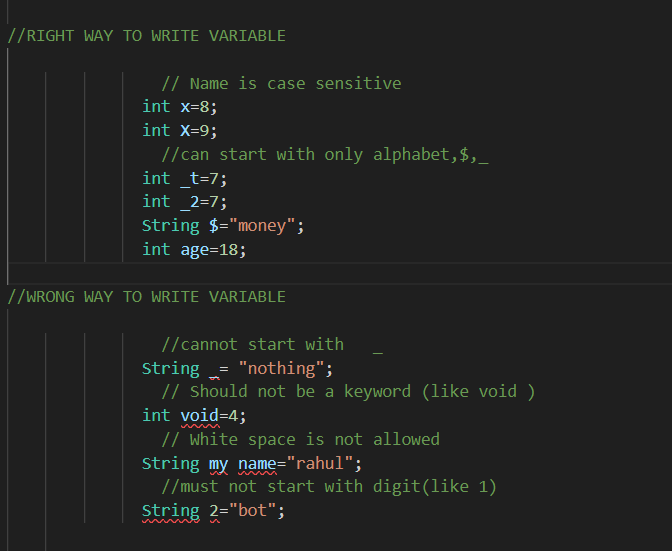 //RIGHT WAY TO WRITE VARIABLE
// Name is case sensitive
int x=8;
int X=9;
//can start with only alphabet,$,_
int _t=7;
int _2=7;
String $="money";
int age=18;
//WRONG WAY TO WRITE VARIABLE
//cannot start with   _
String _= "nothing";
// Should not be a keyword (like void )
int void=4;
// White space is not allowed
String my name="rahul";
//must not start with digit(like 1)
String 2="bot";